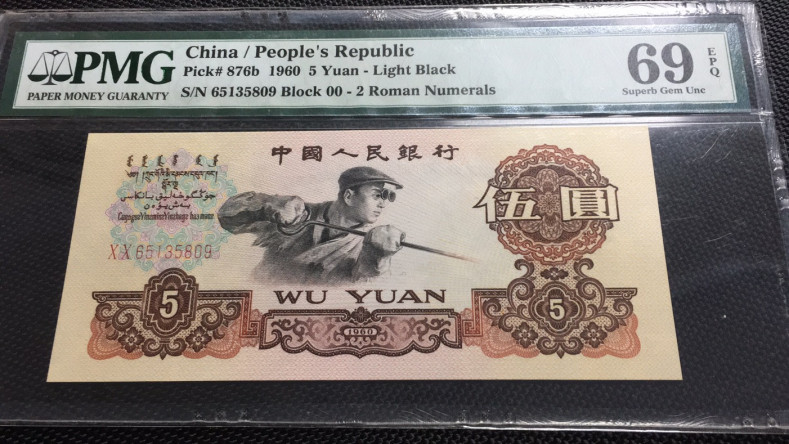 PMG
PAPER MONEY GUARANTY
China / People's Republic
Pick# 876b 1960 5 Yuan - Light Black
S/N 65135809 Block 00 - 2 Roman Numerals
69 EPQ
Superb Gem Unc
中國人民銀行
伍圓
XX65135809
5
WU YUAN
5
1960